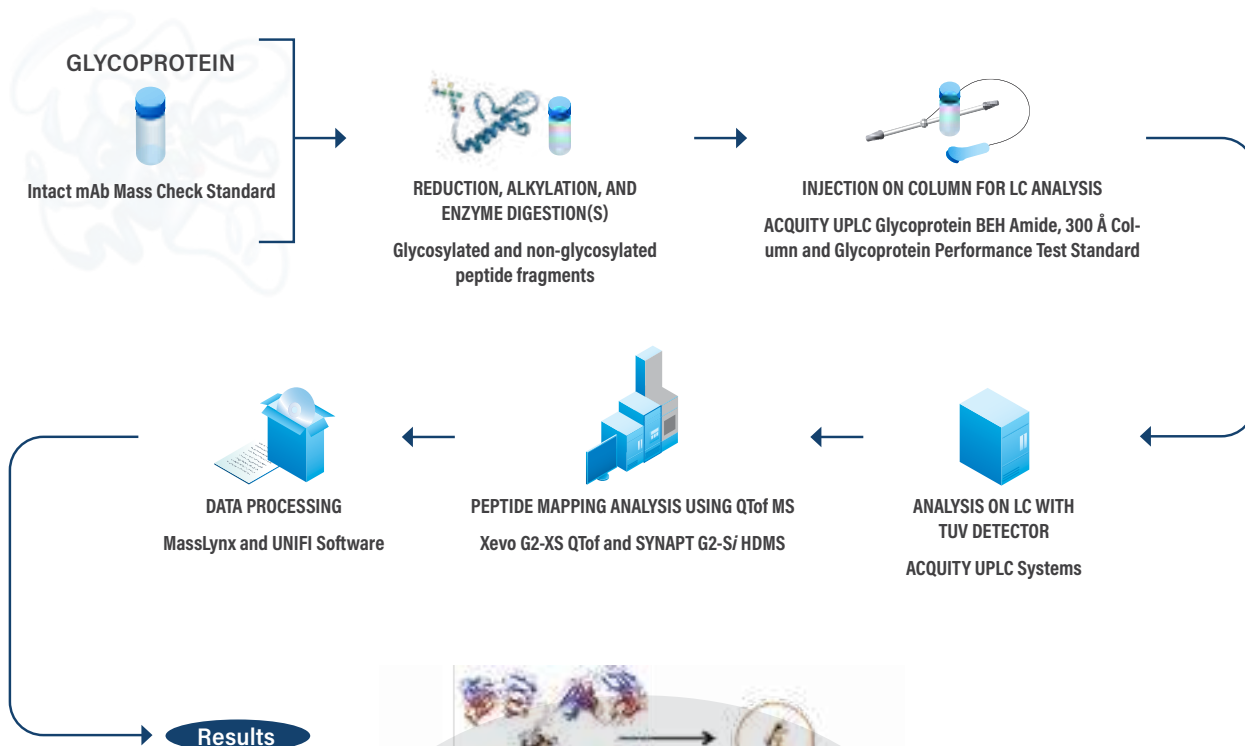 GLYCOPROTEIN
Intact mAb Mass Check Standard
REDUCTION, ALKYLATION, AND
ENZYME DIGESTION(S)
Glycosylated and non-glycosylated
peptide fragments
INJECTION ON COLUMN FOR LC ANALYSIS
ACQUITY UPLC Glycoprotein BEH Amide, 300 Å Col-
umn and Glycoprotein Performance Test Standard
DATA PROCESSING
MassLynx and UNIFI Software
PEPTIDE MAPPING ANALYSIS USING QTof MS
Xevo G2-XS QTof and SYNAPT G2-Si HDMS
ANALYSIS ON LC WITH
TUV DETECTOR
ACQUITY UPLC Systems
Results